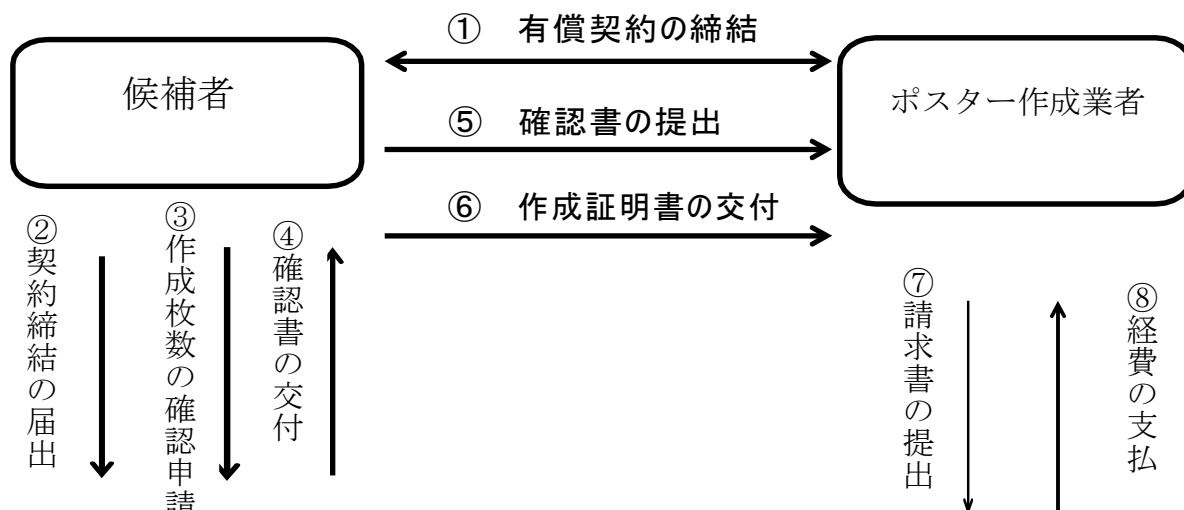 ① 有償契約の締結
候補者
ポスター作成業者
⑤ 確認書の提出
⑥ 作成証明書の交付
②契約締結の届出
③作成枚数の確認申請
④確認書の交付
⑦請求書の提出
⑧経費の支払